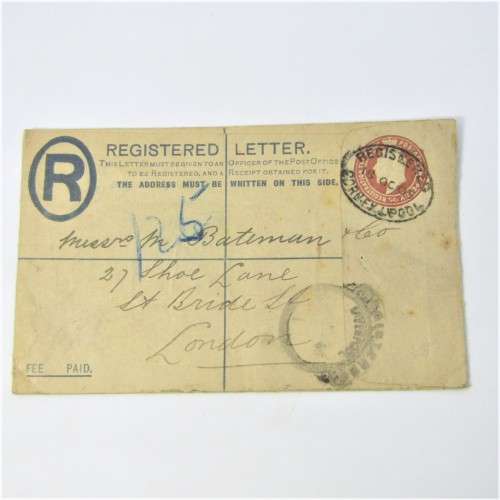 R
REGISTERED LETTER.
THIS LETTER MUST BE GIVEN TO AN OFFICER OF THE POST OFFICE
TO BE REGISTERED, AND A RECEIPT OBTAINED FOR IT.
THE ADDRESS MUST BE WRITTEN ON THIS SIDE.
125
Messrs M, Bateman & Co
27 Shoe Lane
St Bride St
London
FEE PAID.
REGISTERED
L'POOL